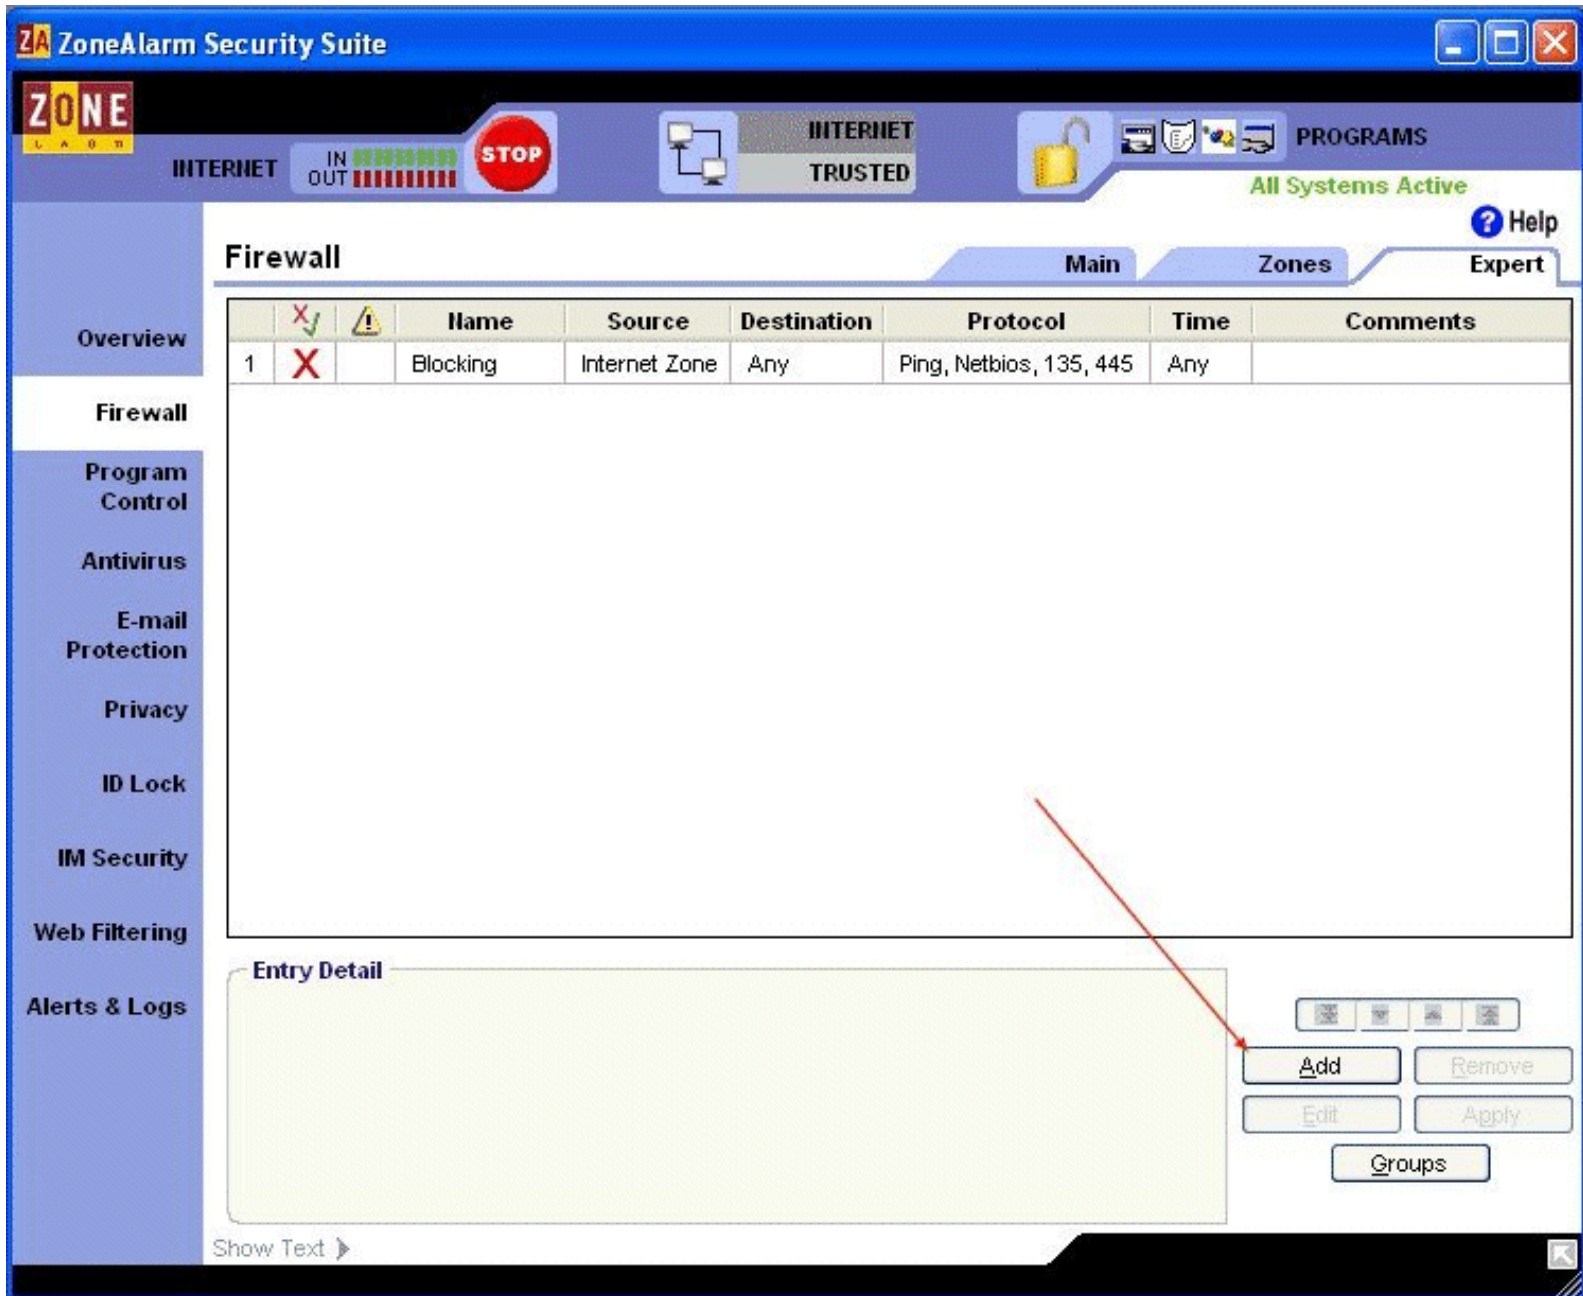 ZA ZoneAlarm Security Suite
ZONE
LABS
INTERNET
IN
OUT
STOP
INTERNET
TRUSTED
PROGRAMS
All Systems Active
? Help
Firewall
Main
Zones
Expert
Overview
Firewall
Program
Control
Antivirus
E-mail
Protection
Privacy
ID Lock
IM Security
Web Filtering
Alerts & Logs
Name Source Destination Protocol Time Comments
1 Blocking Internet Zone Any Ping, Netbios, 135, 445 Any
Entry Detail
Add
Remove
Edit
Apply
Groups
Show Text